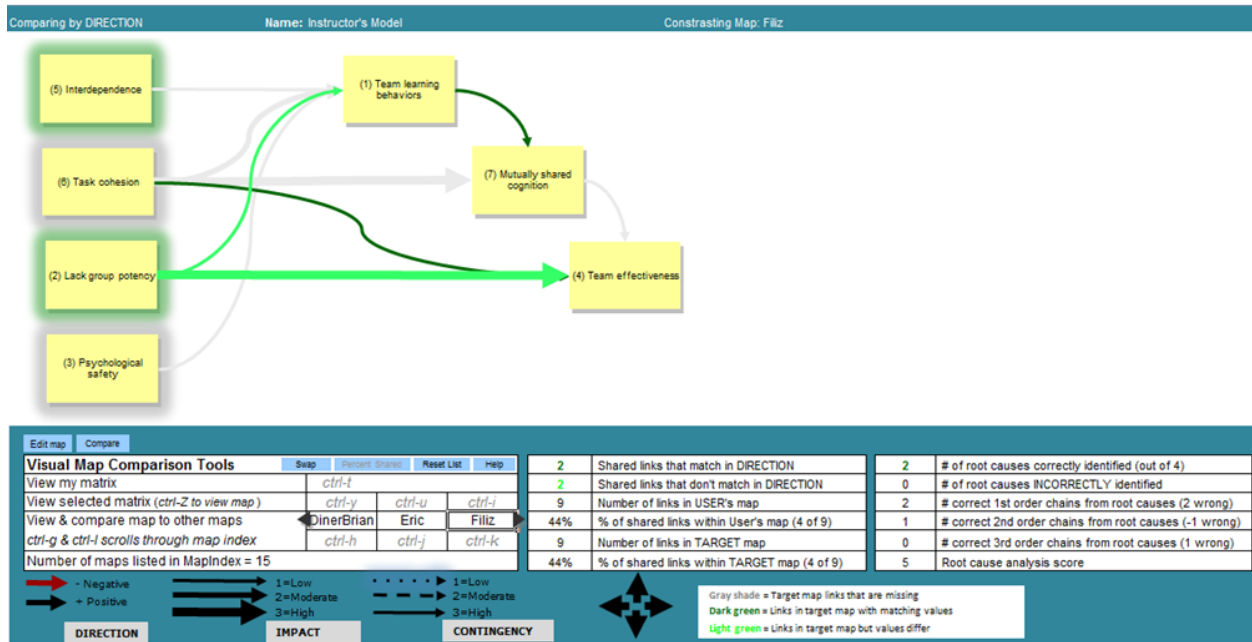 Comparing by DIRECTION Name: Instructor's Model Constrasting Map: Filiz
(5) Interdependence
(1) Team learning
behaviors
(6) Task cohesion
(7) Mutually shared
cognition
(2) Lack group potency
(4) Team effectiveness
(3) Psychological
safety
Edit map Compare
Visual Map Comparison Tools Swap Percent Shared Reset List Help
View my matrix ctrl-t
View selected matrix (ctrl-Z to view map) ctrl-y ctrl-u ctrl-i
View & compare map to other maps DinerBrian Eric Filiz
ctrl-g & ctrl-l scrolls through map index ctrl-h ctrl-j ctrl-k
Number of maps listed in MapIndex = 15
2 Shared links that match in DIRECTION
2 Shared links that don't match in DIRECTION
9 Number of links in USER's map
44% % of shared links within User's map (4 of 9)
9 Number of links in TARGET map
44% % of shared links within TARGET map (4 of 9)
2 # of root causes correctly identified (out of 4)
0 # of root causes INCORRECTLY identified
2 # correct 1st order chains from root causes (2 wrong)
1 # correct 2nd order chains from root causes (-1 wrong)
0 # correct 3rd order chains from root causes (1 wrong)
5 Root cause analysis score
- Negative
+ Positive
DIRECTION
1=Low
2=Moderate
3=High
IMPACT
1=Low
2=Moderate
3=High
CONTINGENCY
Gray shade = Target map links that are missing
Dark green = Links in target map with matching values
Light green = Links in target map but values differ